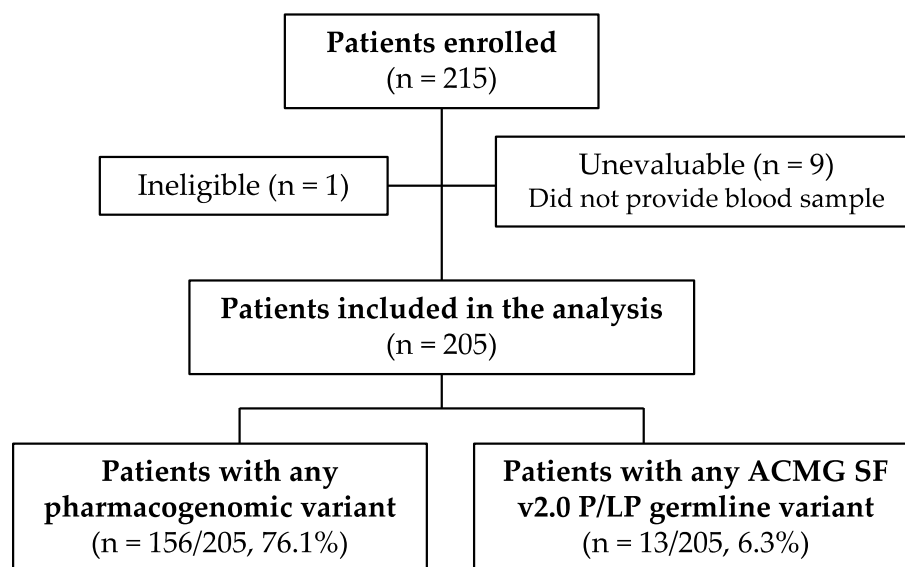 Patients enrolled
(n = 215)
Ineligible (n = 1)
Unevaluable (n = 9)
Did not provide blood sample
Patients included in the analysis
(n = 205)
Patients with any
pharmacogenomic variant
(n = 156/205, 76.1%)
Patients with any ACMG SF
v2.0 P/LP germline variant
(n = 13/205, 6.3%)